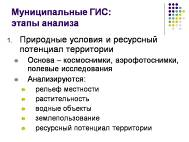 Муниципальные ГИС:
этапы анализа
1. Природные условия и ресурсный
потенциал территории
Основа – космоснимки, аэрофотоснимки,
полевые исследования
Анализируются:
рельеф местности
растительность
водные объекты
землепользование
ресурсный потенциал территории